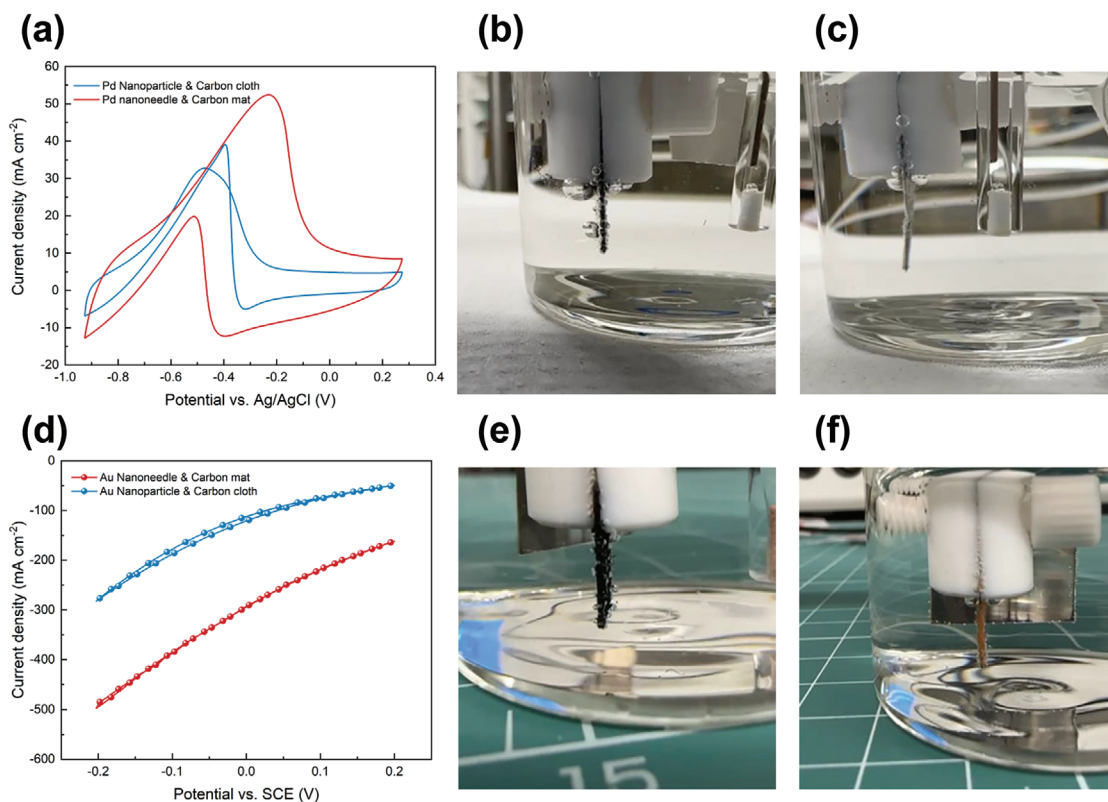 (a)
(b)
(c)
60
50
40
30
20
10
0
-10
-20
Current density (mA cm⁻²)
Pd Nanoparticle & Carbon cloth
Pd nanoneedle & Carbon mat
-1.0 -0.8 -0.6 -0.4 -0.2 0.0 0.2 0.4
Potential vs. Ag/AgCl (V)
(d)
(e)
(f)
0
-100
-200
-300
-400
-500
-600
Current density (mA cm⁻²)
Au Nanoneedle & Carbon mat
Au Nanoparticle & Carbon cloth
-0.2 -0.1 0.0 0.1 0.2
Potential vs. SCE (V)
15